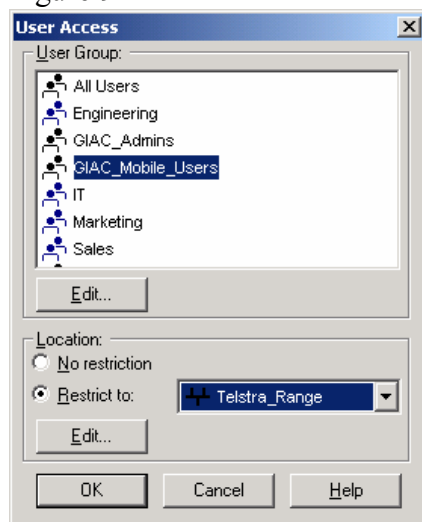 User Access
User Group:
All Users
Engineering
GIAC_Admins
GIAC_Mobile_Users
IT
Marketing
Sales
Edit...
Location:
No restriction
Restrict to:
Telstra_Range
Edit...
OK
Cancel
Help